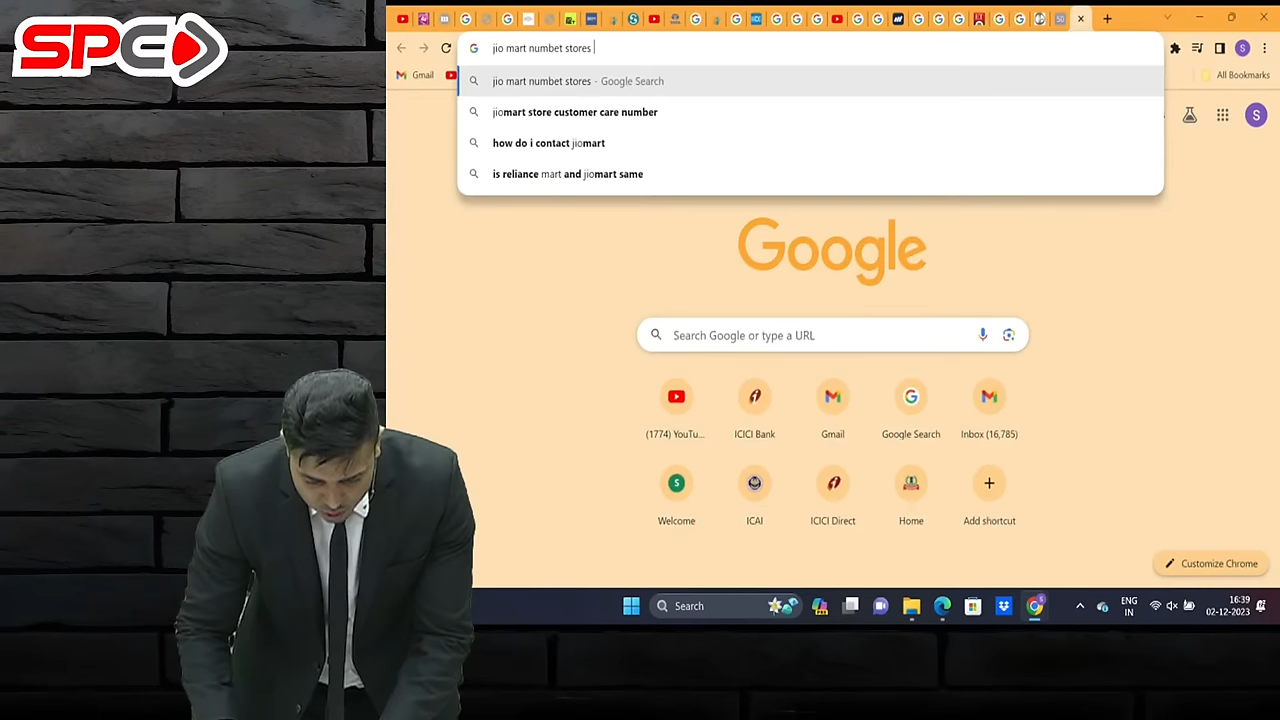 SPC
jio mart numbet stores
Gmail
All Bookmarks
jio mart numbet stores - Google Search
jiomart store customer care number
how do i contact jiomart
is reliance mart and jiomart same
S
S
Google
Search Google or type a URL
(1774) YouTu...
ICICI Bank
Gmail
Google Search
Inbox (16,785)
S
Welcome
ICAI
ICICI Direct
Home
Add shortcut
Customize Chrome
Search
ENG
IN
16:39
02-12-2023